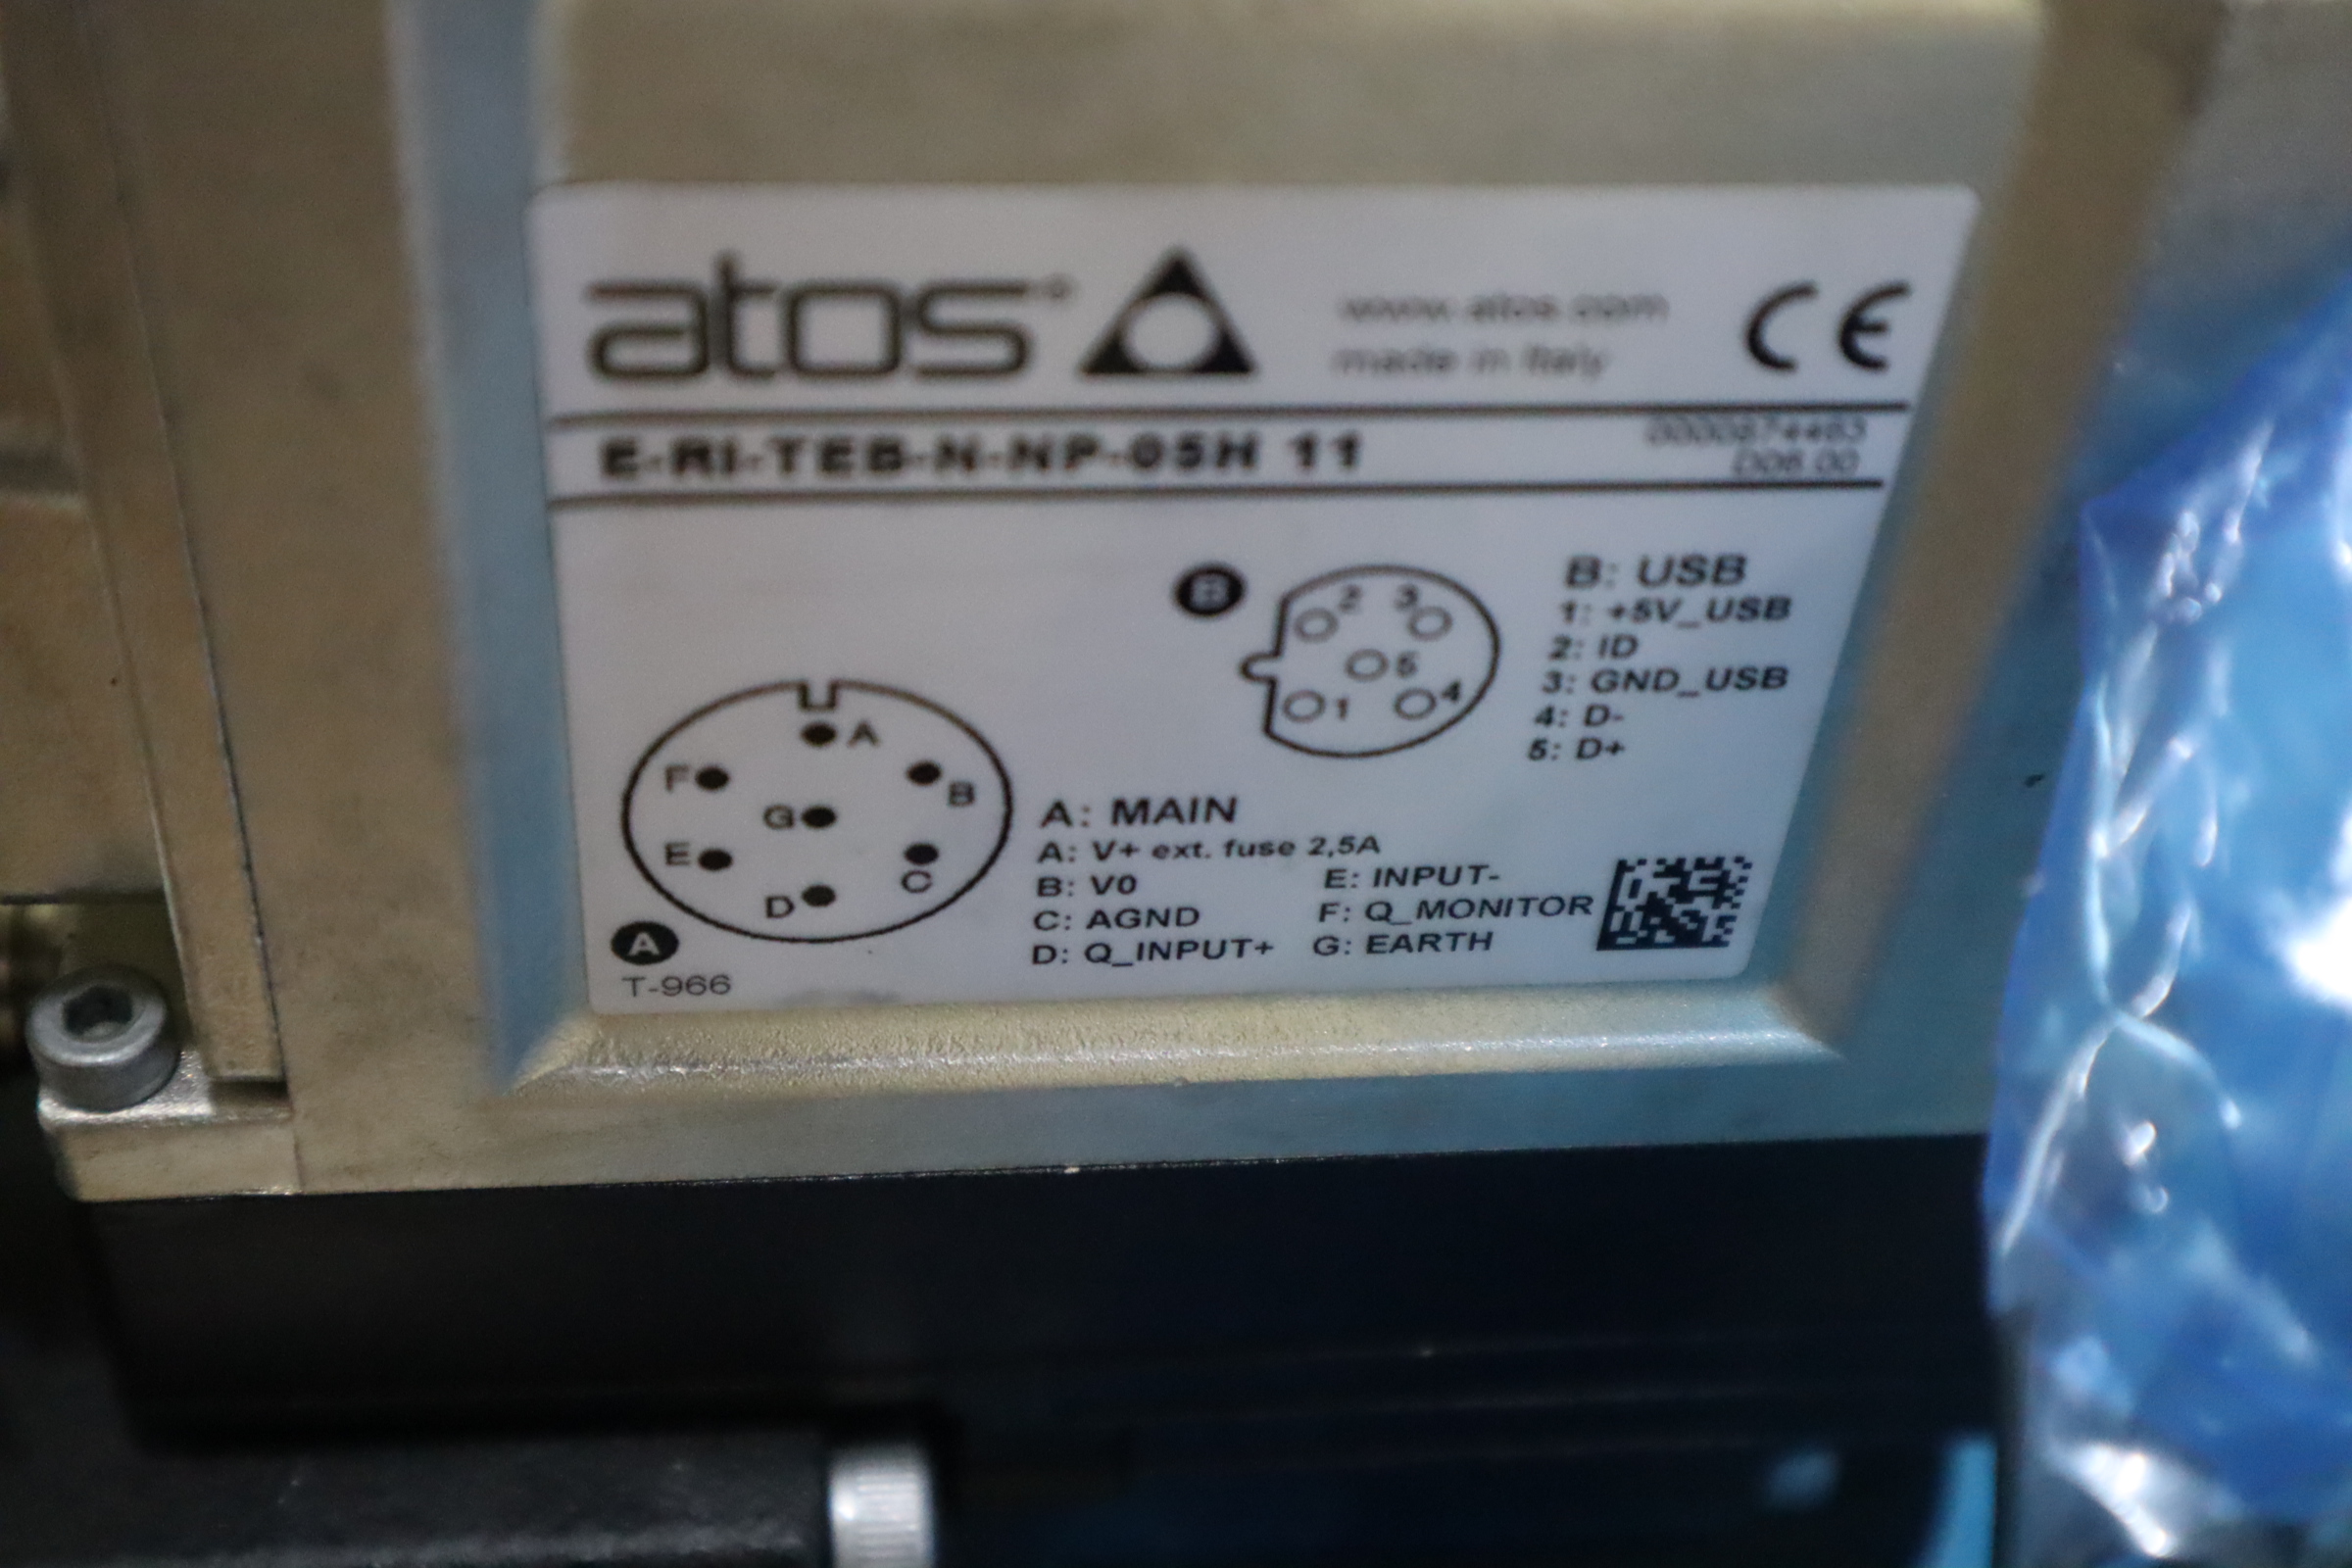 atos®
www.atos.com
made in Italy
CE
E-RI-TEB-N-NP-05H 11
D08.00
B
2 3
5
1 4
B: USB
1: +5V_USB
2: ID
3: GND_USB
4: D-
5: D+
A
F
B
G
E
C
D
A
T-966
A: MAIN
A: V+ ext. fuse 2,5A
B: V0
C: AGND
D: Q_INPUT+
E: INPUT-
F: Q_MONITOR
G: EARTH